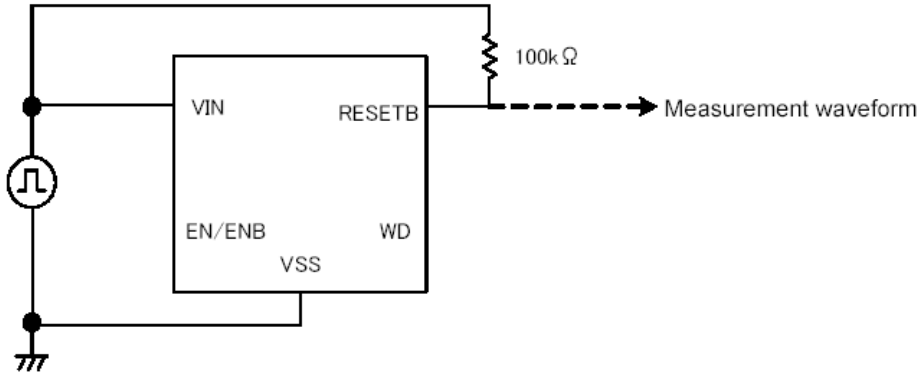 100kΩ
VIN
RESETB
Measurement waveform
EN/ENB
WD
VSS